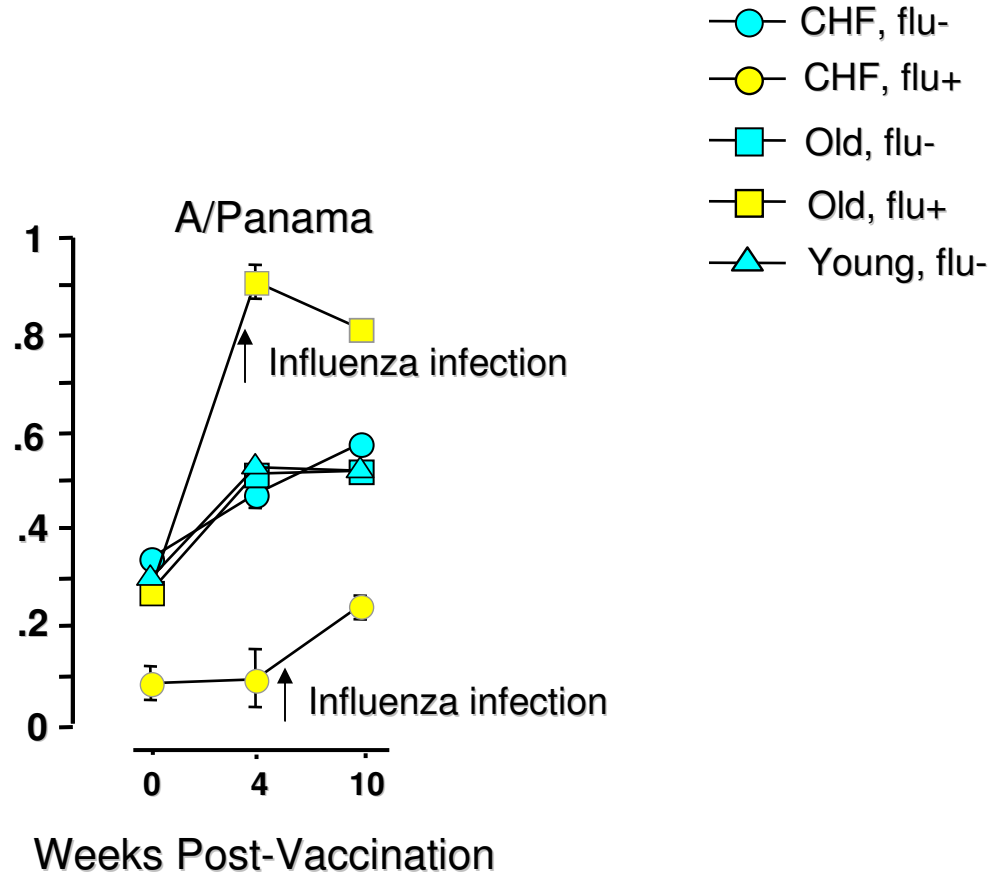 CHF, flu-
CHF, flu+
Old, flu-
Old, flu+
Young, flu-
A/Panama
1
.8
Influenza infection
.6
.4
.2
Influenza infection
0
0 4 10
Weeks Post-Vaccination